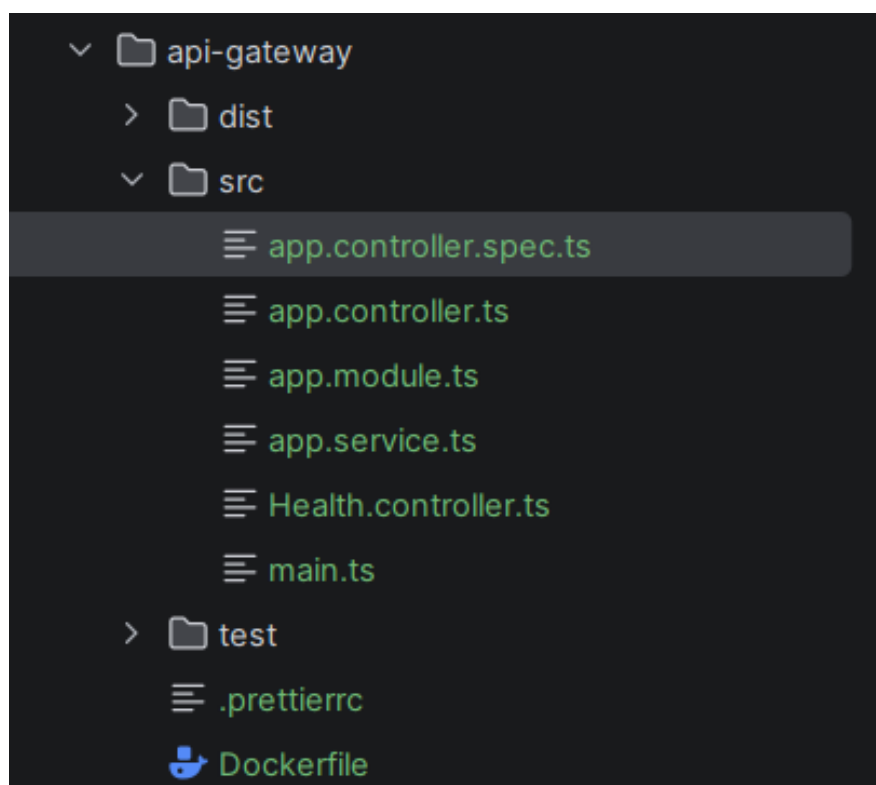 api-gateway
dist
src
app.controller.spec.ts
app.controller.ts
app.module.ts
app.service.ts
Health.controller.ts
main.ts
test
.prettierrc
Dockerfile